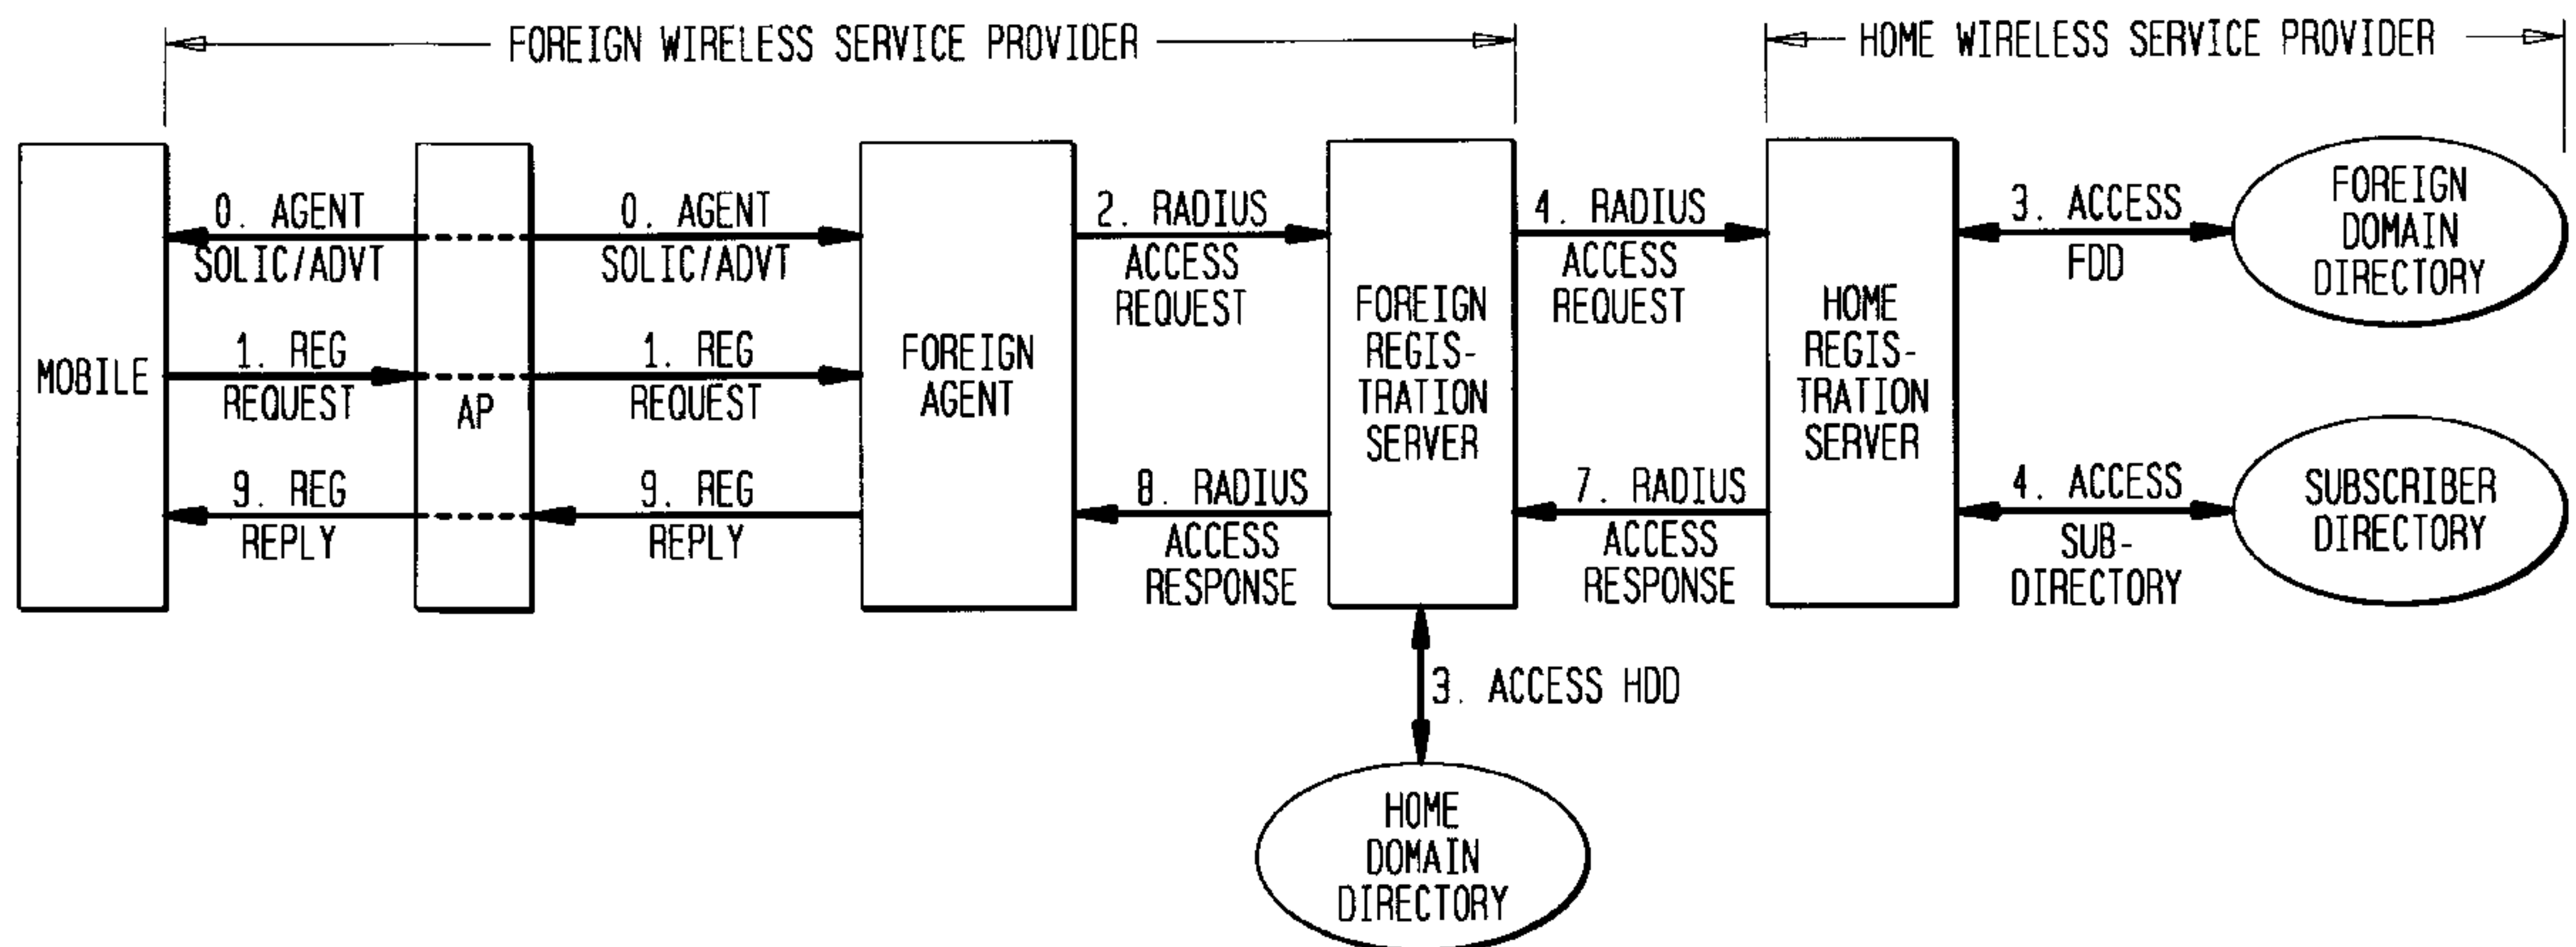 FOREIGN WIRELESS SERVICE PROVIDER
HOME WIRELESS SERVICE PROVIDER
MOBILE
0. AGENT
SOLIC/ADVT
1. REG
REQUEST
9. REG
REPLY
AP
0. AGENT
SOLIC/ADVT
1. REG
REQUEST
9. REG
REPLY
FOREIGN
AGENT
2. RADIUS
ACCESS
REQUEST
8. RADIUS
ACCESS
RESPONSE
FOREIGN
REGIS-
TRATION
SERVER
4. RADIUS
ACCESS
REQUEST
7. RADIUS
ACCESS
RESPONSE
HOME
REGIS-
TRATION
SERVER
3. ACCESS
FDD
4. ACCESS
SUB-
DIRECTORY
FOREIGN
DOMAIN
DIRECTORY
SUBSCRIBER
DIRECTORY
3. ACCESS HDD
HOME
DOMAIN
DIRECTORY